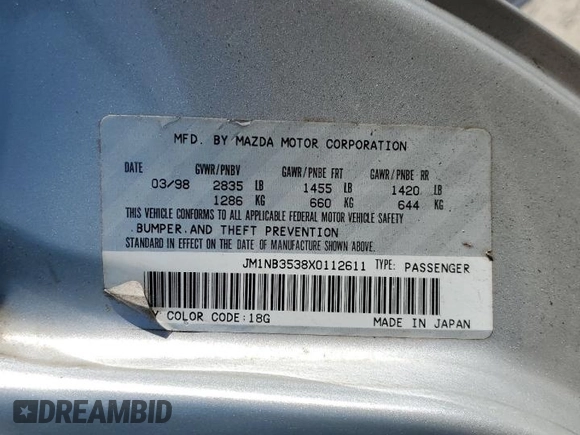 MFD. BY MAZDA MOTOR CORPORATION
DATE GVWR/PNBV GAWR/PNBE FRT GAWR/PNBE RR
03/98 2835 LB 1455 LB 1420 LB
1286 KG 660 KG 644 KG
THIS VEHICLE CONFORMS TO ALL APPLICABLE FEDERAL MOTOR VEHICLE SAFETY
, BUMPER, AND THEFT PREVENTION
STANDARD IN EFFECT ON THE DATE OF MANUFACTURE SHOWN ABOVE.
JM1NB3538X0112611 TYPE: PASSENGER
COLOR CODE:18G MADE IN JAPAN
DREAMBID